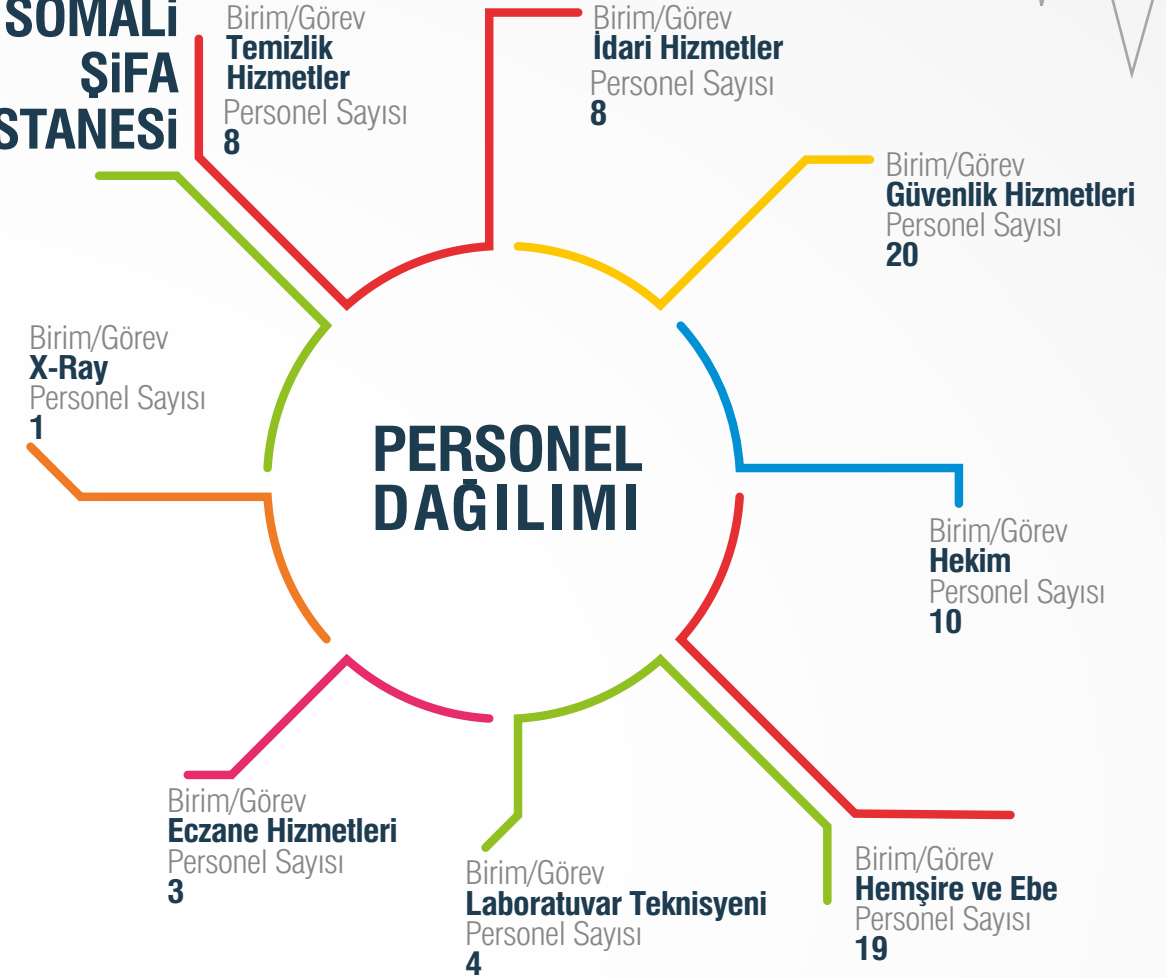 SOMALi
ŞiFA
STANESi
Birim/Görev
Temizlik
Hizmetler
Personel Sayısı
8
Birim/Görev
İdari Hizmetler
Personel Sayısı
8
Birim/Görev
Güvenlik Hizmetleri
Personel Sayısı
20
Birim/Görev
X-Ray
Personel Sayısı
1
PERSONEL
DAĞILIMI
Birim/Görev
Hekim
Personel Sayısı
10
Birim/Görev
Eczane Hizmetleri
Personel Sayısı
3
Birim/Görev
Laboratuvar Teknisyeni
Personel Sayısı
4
Birim/Görev
Hemşire ve Ebe
Personel Sayısı
19